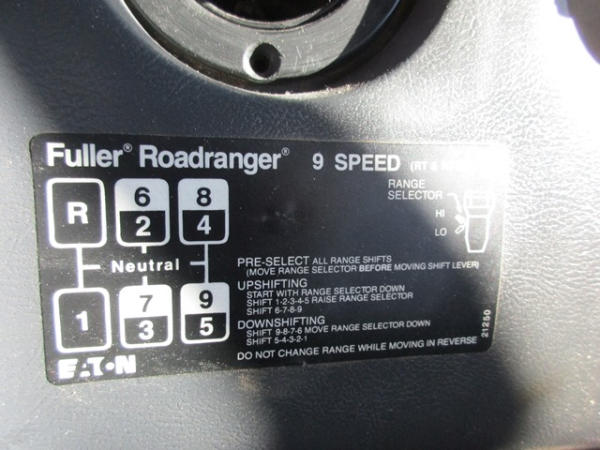 Fuller® Roadranger® 9 SPEED (RT &
RANGE
SELECTOR
HI
LO
R 6 8
2 4
Neutral
1 7 9
3 5
PRE-SELECT ALL RANGE SHIFTS
(MOVE RANGE SELECTOR BEFORE MOVING SHIFT LEVER)
UPSHIFTING
START WITH RANGE SELECTOR DOWN
SHIFT 1-2-3-4-5 RAISE RANGE SELECTOR
SHIFT 6-7-8-9
DOWNSHIFTING
SHIFT 9-8-7-6 MOVE RANGE SELECTOR DOWN
SHIFT 5-4-3-2-1
DO NOT CHANGE RANGE WHILE MOVING IN REVERSE
EATON
21250